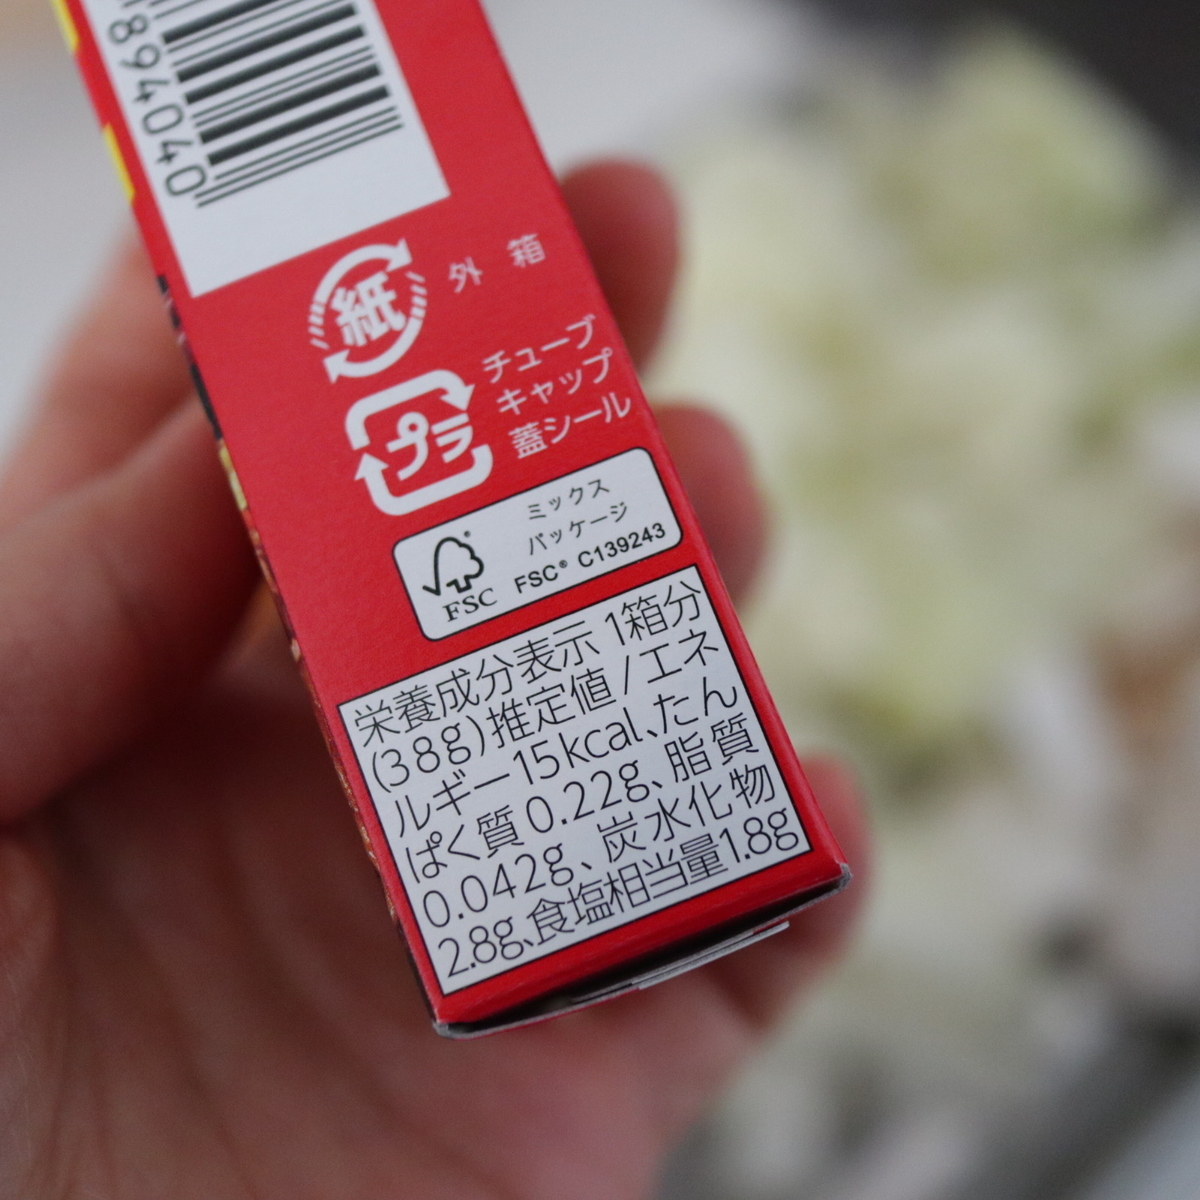 894040
紙
外 箱
プラ
チューブ
キャップ
蓋シール
FSC
ミックス
パッケージ
FSC® C139243
栄養成分表示 1箱分
(38g)推定値/エネ
ルギー15kcal、たん
ぱく質 0.22g、脂質
0.042g、炭水化物
2.8g、食塩相当量1.8g